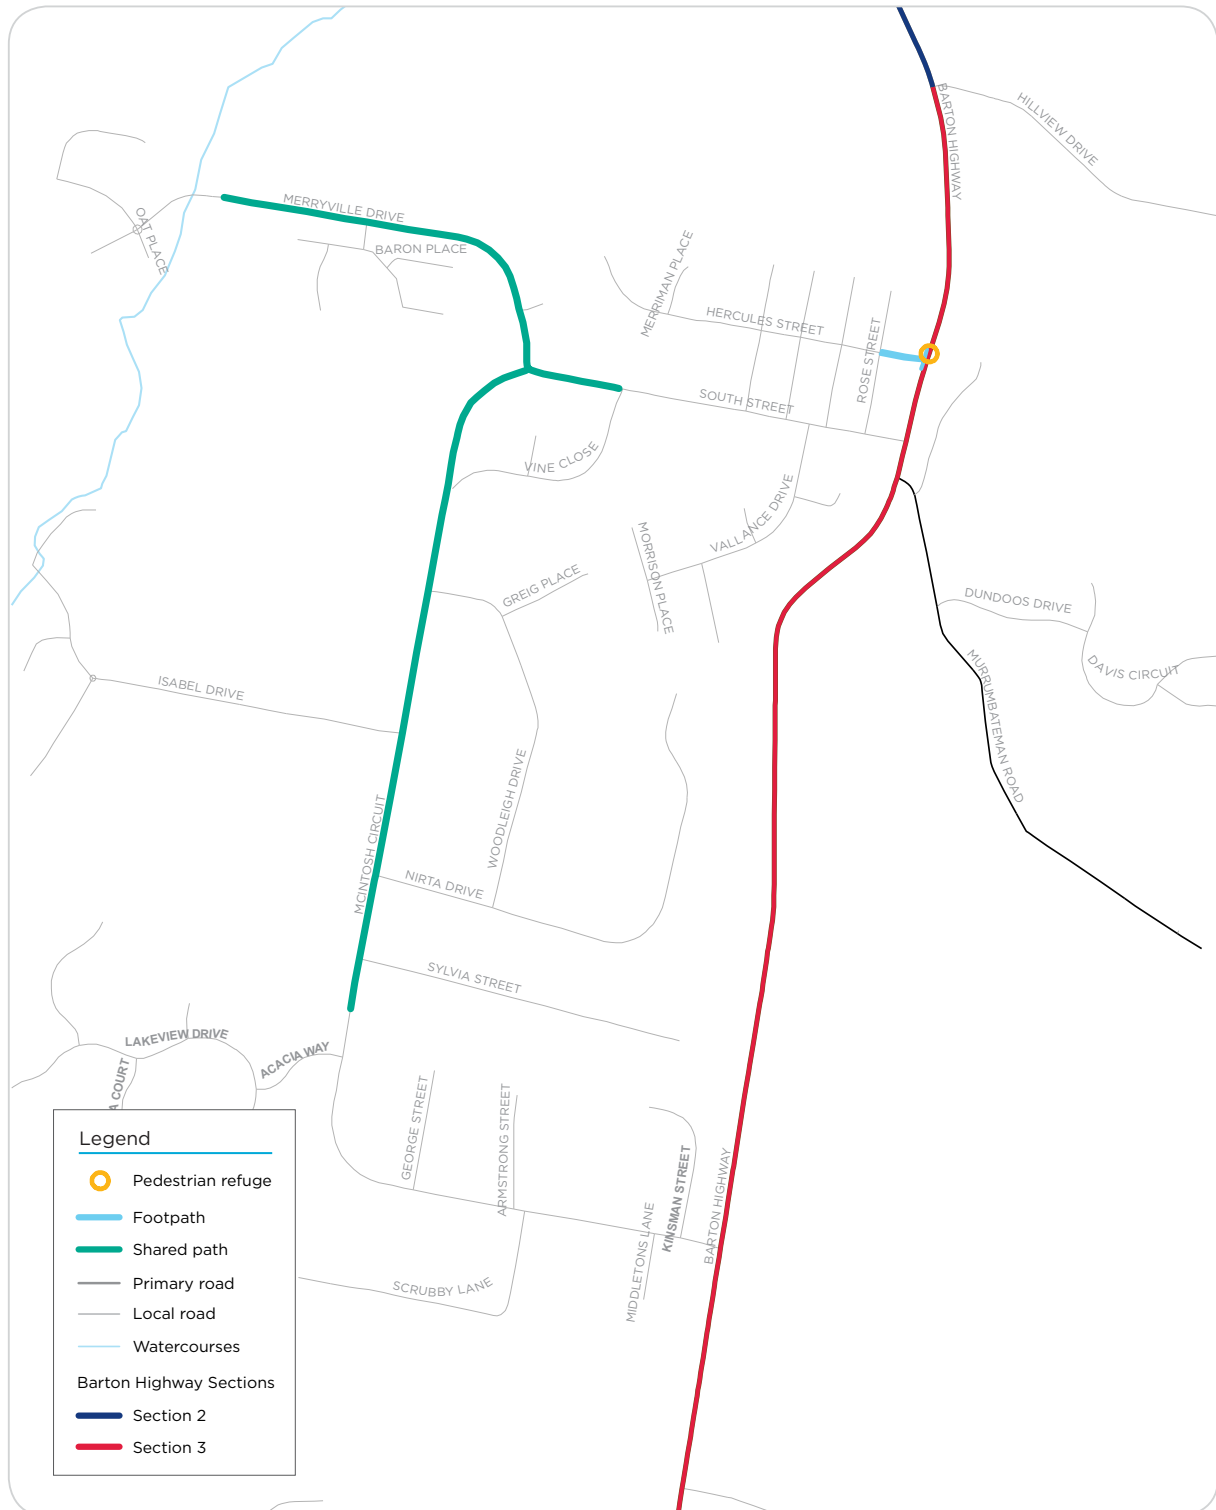 BARTON HIGHWAY
HILLVIEW DRIVE
MERRYVILLE DRIVE
OAT PLACE
BARON PLACE
MERRIMAN PLACE
HERCULES STREET
ROSE STREET
SOUTH STREET
VINE CLOSE
VALLANCE DRIVE
MORRISON PLACE
GREIG PLACE
DUNDOOS DRIVE
DAVIS CIRCUIT
MURRUMBATEMAN ROAD
ISABEL DRIVE
WOODLEIGH DRIVE
MCINTOSH CIRCUIT
NIRTA DRIVE
SYLVIA STREET
LAKEVIEW DRIVE
ACACIA WAY
A COURT
GEORGE STREET
ARMSTRONG STREET
KINSMAN STREET
BARTON HIGHWAY
MIDDLETONS LANE
SCRUBBY LANE
Legend
Pedestrian refuge
Footpath
Shared path
Primary road
Local road
Watercourses
Barton Highway Sections
Section 2
Section 3